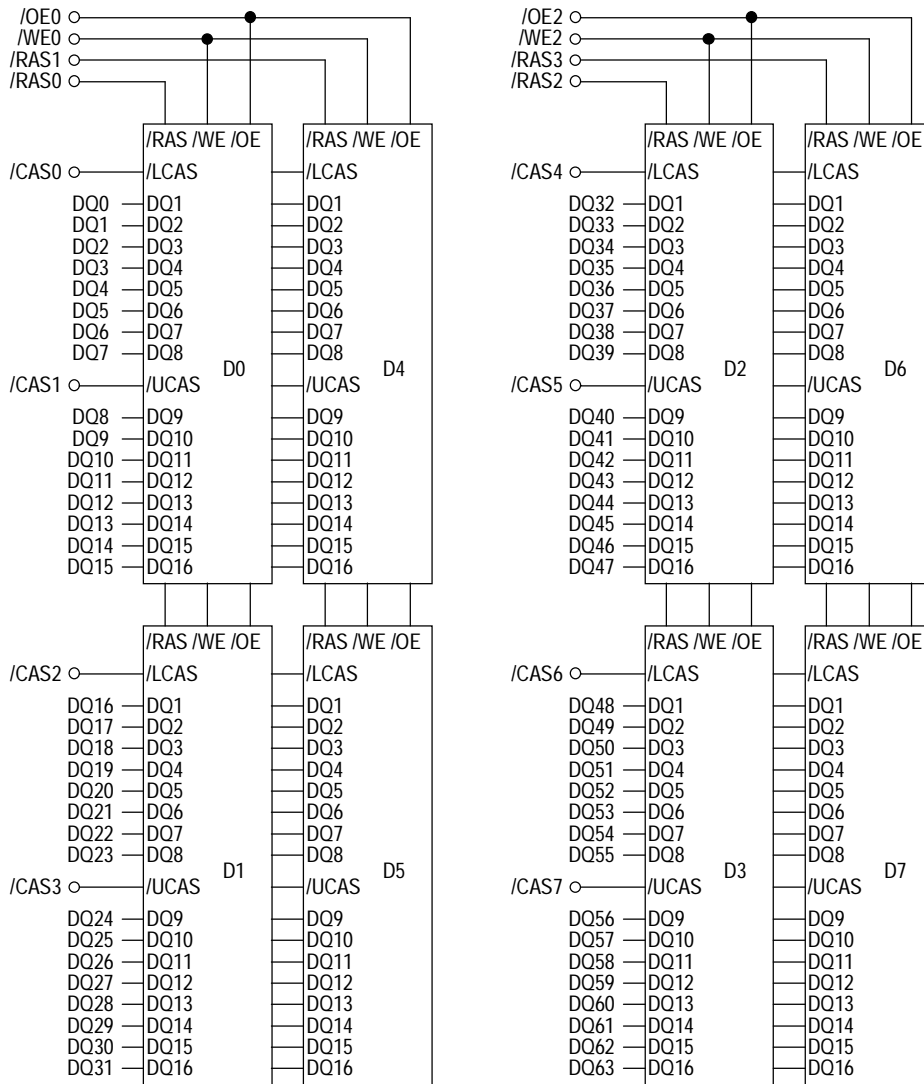 /OE0
/WE0
/RAS1
/RAS0
/RAS /WE /OE
/RAS /WE /OE
/CAS0 /LCAS /LCAS
DQ0 DQ1 DQ1
DQ1 DQ2 DQ2
DQ2 DQ3 DQ3
DQ3 DQ4 DQ4
DQ4 DQ5 DQ5
DQ5 DQ6 DQ6
DQ6 DQ7 DQ7
DQ7 DQ8 DQ8
D0 D4
/CAS1 /UCAS /UCAS
DQ8 DQ9 DQ9
DQ9 DQ10 DQ10
DQ10 DQ11 DQ11
DQ11 DQ12 DQ12
DQ12 DQ13 DQ13
DQ13 DQ14 DQ14
DQ14 DQ15 DQ15
DQ15 DQ16 DQ16
/RAS /WE /OE
/RAS /WE /OE
/CAS2 /LCAS /LCAS
DQ16 DQ1 DQ1
DQ17 DQ2 DQ2
DQ18 DQ3 DQ3
DQ19 DQ4 DQ4
DQ20 DQ5 DQ5
DQ21 DQ6 DQ6
DQ22 DQ7 DQ7
DQ23 DQ8 DQ8
D1 D5
/CAS3 /UCAS /UCAS
DQ24 DQ9 DQ9
DQ25 DQ10 DQ10
DQ26 DQ11 DQ11
DQ27 DQ12 DQ12
DQ28 DQ13 DQ13
DQ29 DQ14 DQ14
DQ30 DQ15 DQ15
DQ31 DQ16 DQ16
/OE2
/WE2
/RAS3
/RAS2
/RAS /WE /OE
/RAS /WE /OE
/CAS4 /LCAS /LCAS
DQ32 DQ1 DQ1
DQ33 DQ2 DQ2
DQ34 DQ3 DQ3
DQ35 DQ4 DQ4
DQ36 DQ5 DQ5
DQ37 DQ6 DQ6
DQ38 DQ7 DQ7
DQ39 DQ8 DQ8
D2 D6
/CAS5 /UCAS /UCAS
DQ40 DQ9 DQ9
DQ41 DQ10 DQ10
DQ42 DQ11 DQ11
DQ43 DQ12 DQ12
DQ44 DQ13 DQ13
DQ45 DQ14 DQ14
DQ46 DQ15 DQ15
DQ47 DQ16 DQ16
/RAS /WE /OE
/RAS /WE /OE
/CAS6 /LCAS /LCAS
DQ48 DQ1 DQ1
DQ49 DQ2 DQ2
DQ50 DQ3 DQ3
DQ51 DQ4 DQ4
DQ52 DQ5 DQ5
DQ53 DQ6 DQ6
DQ54 DQ7 DQ7
DQ55 DQ8 DQ8
D3 D7
/CAS7 /UCAS /UCAS
DQ56 DQ9 DQ9
DQ57 DQ10 DQ10
DQ58 DQ11 DQ11
DQ59 DQ12 DQ12
DQ60 DQ13 DQ13
DQ61 DQ14 DQ14
DQ62 DQ15 DQ15
DQ63 DQ16 DQ16